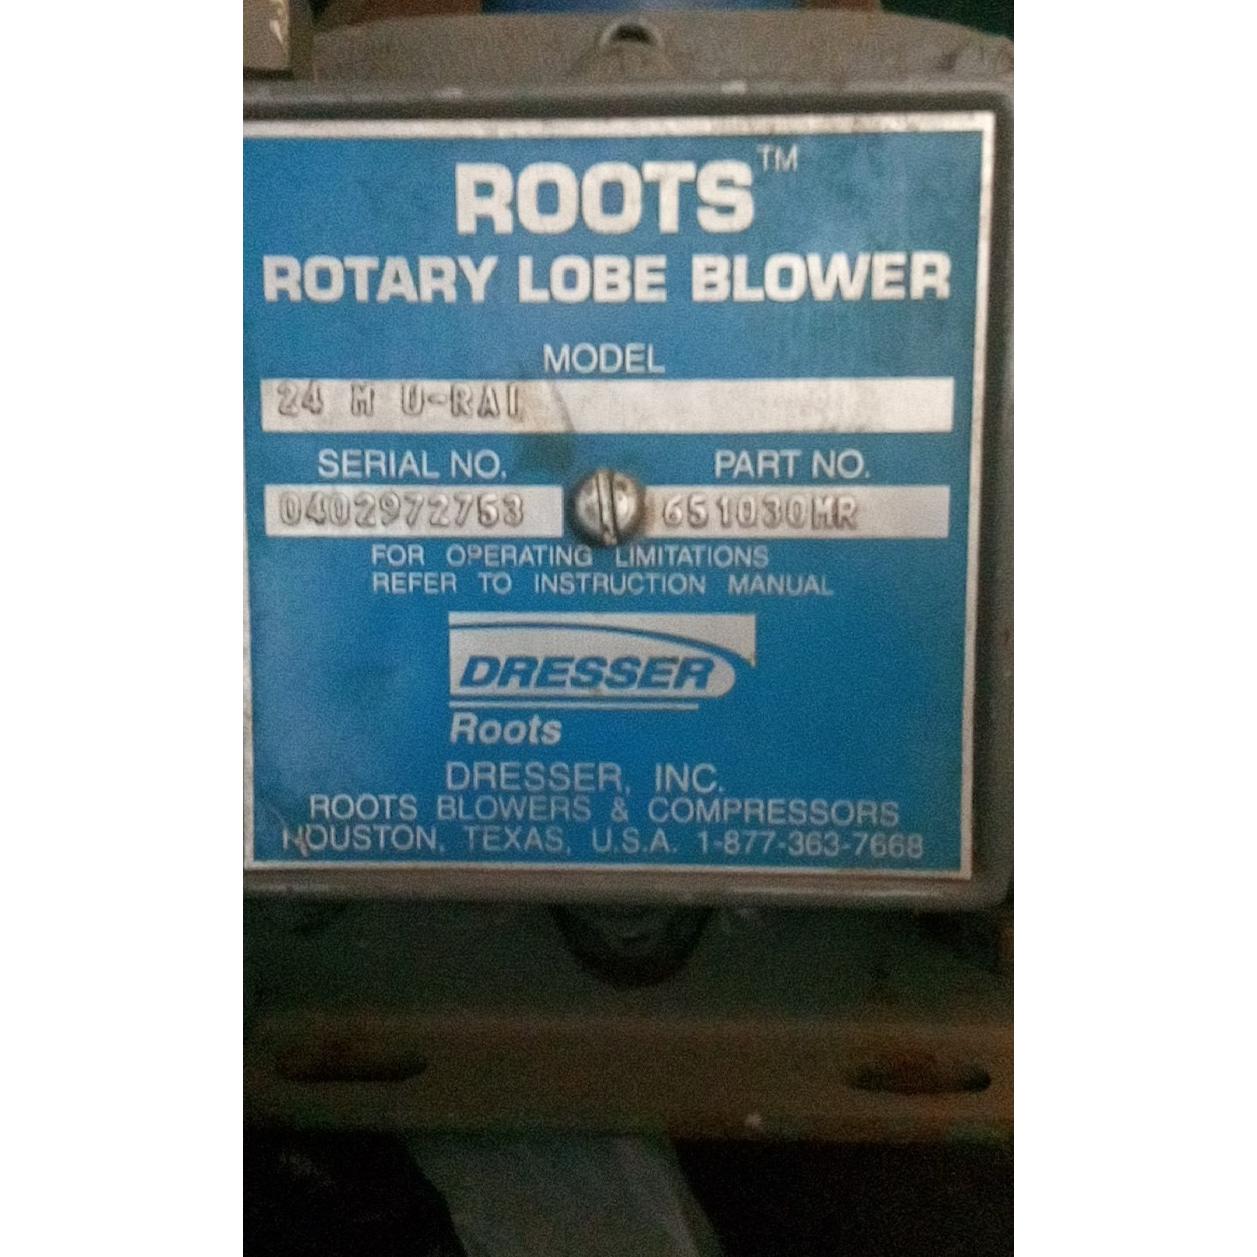 ROOTS™
ROTARY LOBE BLOWER
MODEL
24 M U-RAI
SERIAL NO. PART NO.
0402972753 651030MR
FOR OPERATING LIMITATIONS
REFER TO INSTRUCTION MANUAL
DRESSER
Roots
DRESSER, INC.
ROOTS BLOWERS & COMPRESSORS
HOUSTON, TEXAS, U.S.A. 1-877-363-7668